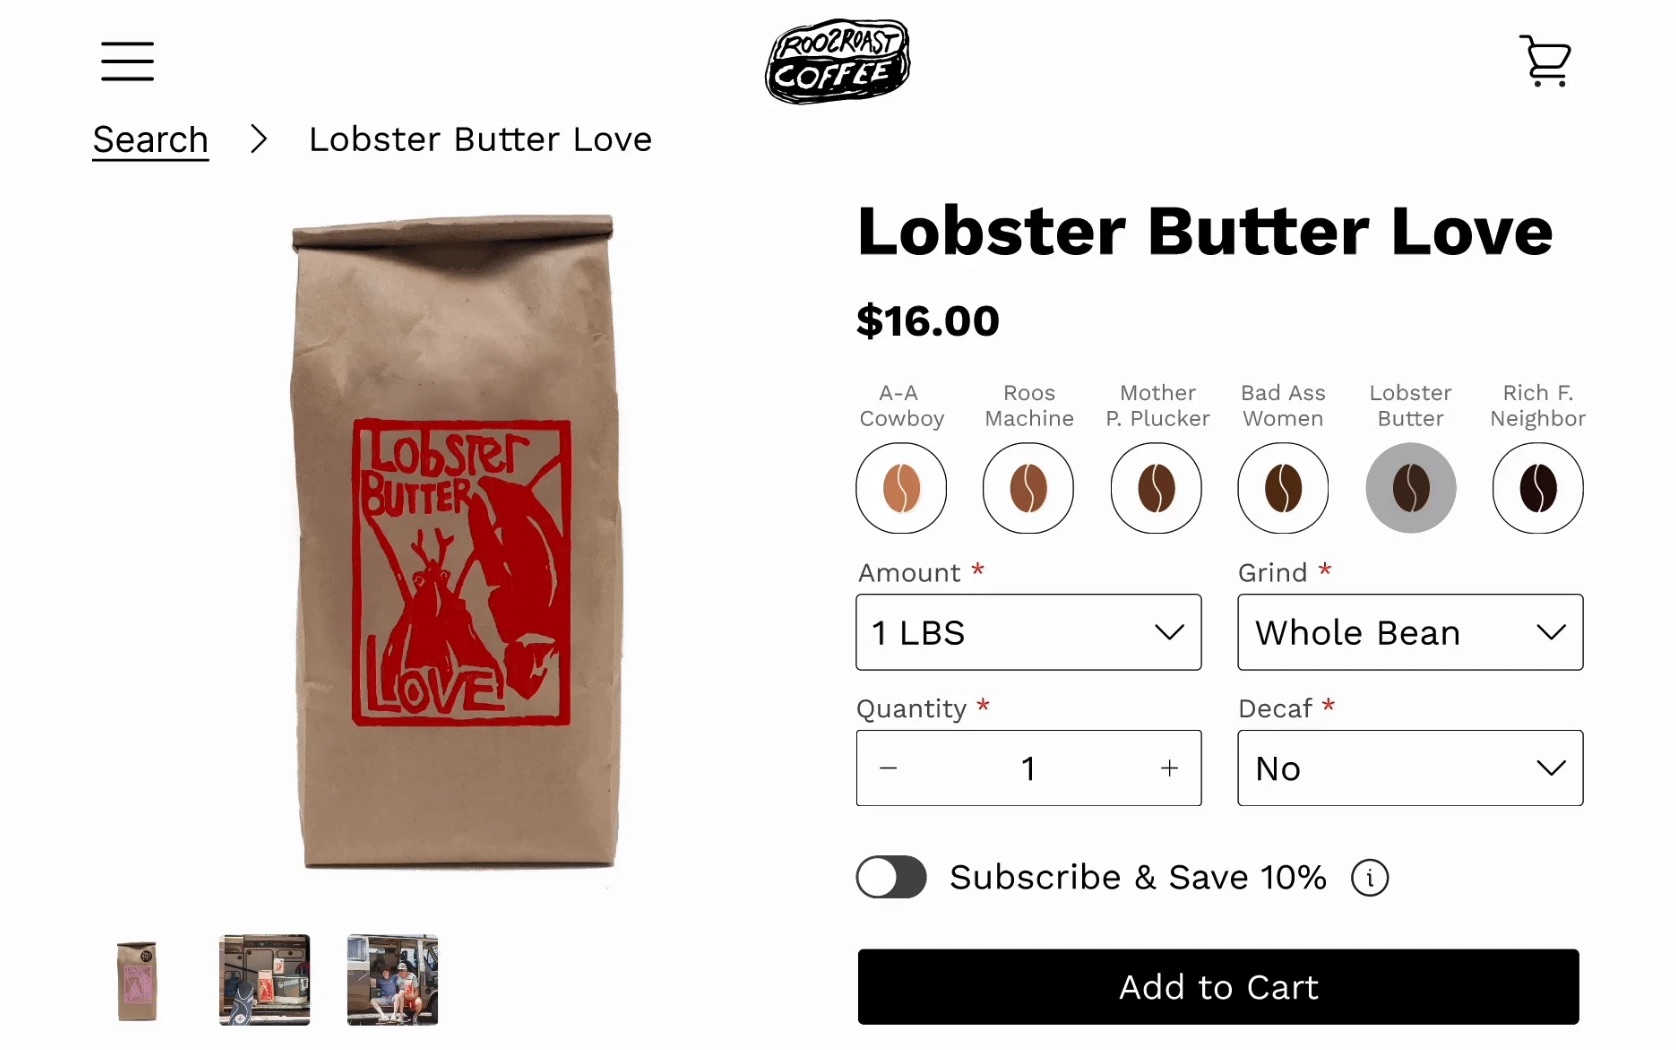 ROOSROAST
COFFEE
Search > Lobster Butter Love
Lobster
BUTTER
LOVE
Lobster Butter Love
$16.00
A-A
Cowboy
Roos
Machine
Mother
P. Plucker
Bad Ass
Women
Lobster
Butter
Rich F.
Neighbor
Amount *
1 LBS
Grind *
Whole Bean
Quantity *
− 1 +
Decaf *
No
Subscribe & Save 10% i
Add to Cart